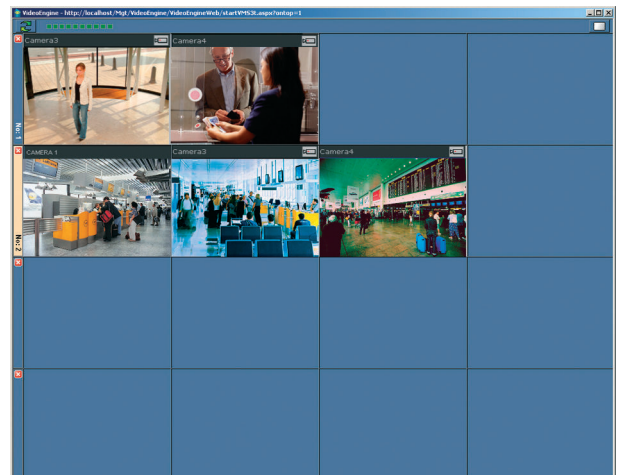 VideoEngine - http://localhost/Mgt/VideoEngine/VideoEngineWeb/startVMS3t.aspx?ontop=1
Camera3
Camera4
No: 1
CAMERA 1
Camera3
Camera4
No: 2